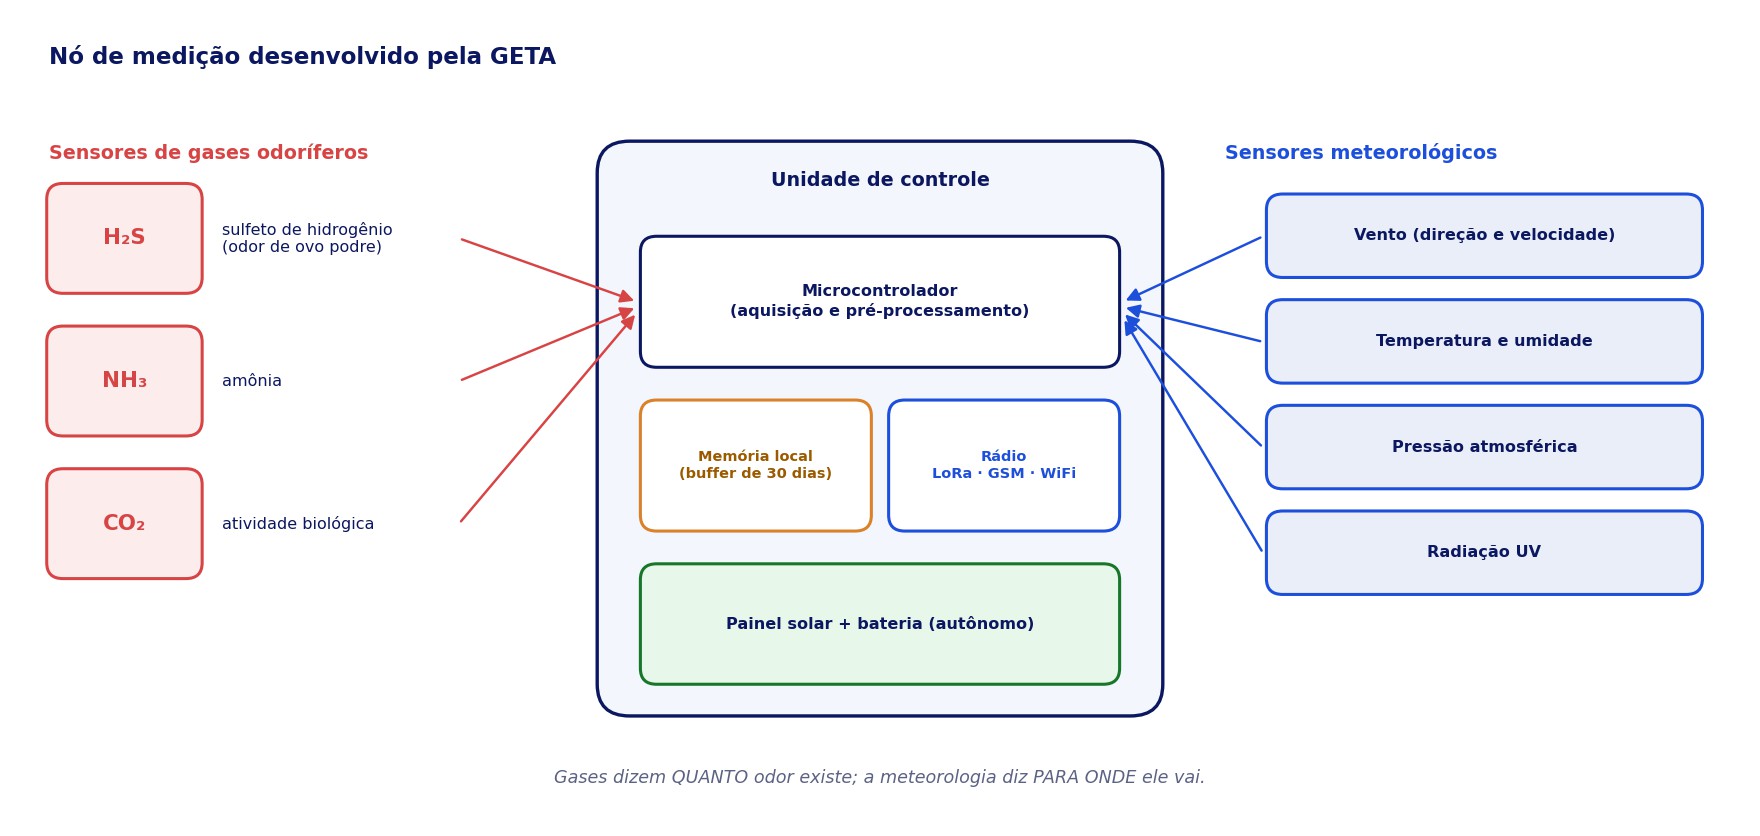 Nó de medição desenvolvido pela GETA
Sensores de gases odoríferos
H₂S
sulfeto de hidrogênio
(odor de ovo podre)
NH₃
amônia
CO₂
atividade biológica
Unidade de controle
Microcontrolador
(aquisição e pré-processamento)
Memória local
(buffer de 30 dias)
Rádio
LoRa · GSM · WiFi
Painel solar + bateria (autônomo)
Sensores meteorológicos
Vento (direção e velocidade)
Temperatura e umidade
Pressão atmosférica
Radiação UV
Gases dizem QUANTO odor existe; a meteorologia diz PARA ONDE ele vai.